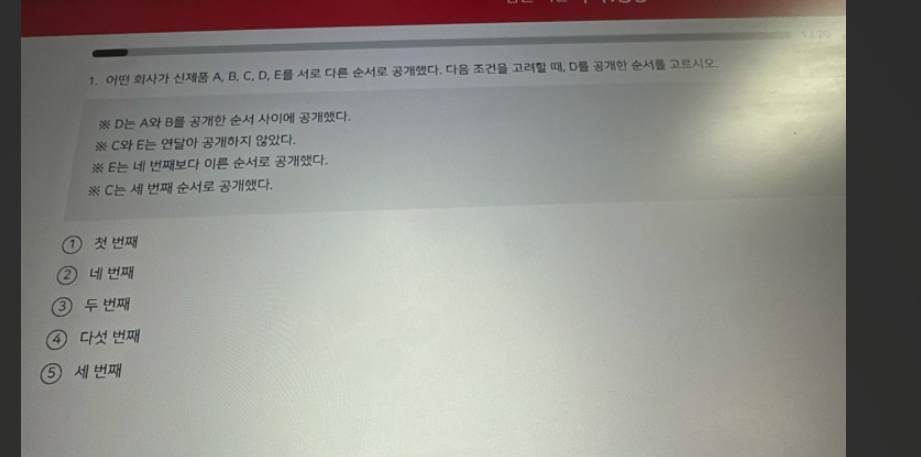 1. 어떤 회사가 신제품 A, B, C, D, E를 서로 다른 순서로 공개했다. 다음 조건을 고려할 때, D를 공개한 순서를 고르시오.
※ D는 A와 B를 공개한 순서 사이에 공개했다.
※ C와 E는 연달아 공개하지 않았다.
※ E는 네 번째보다 이른 순서로 공개했다.
※ C는 세 번째 순서로 공개했다.
① 첫 번째
② 네 번째
③ 두 번째
④ 다섯 번째
⑤ 세 번째